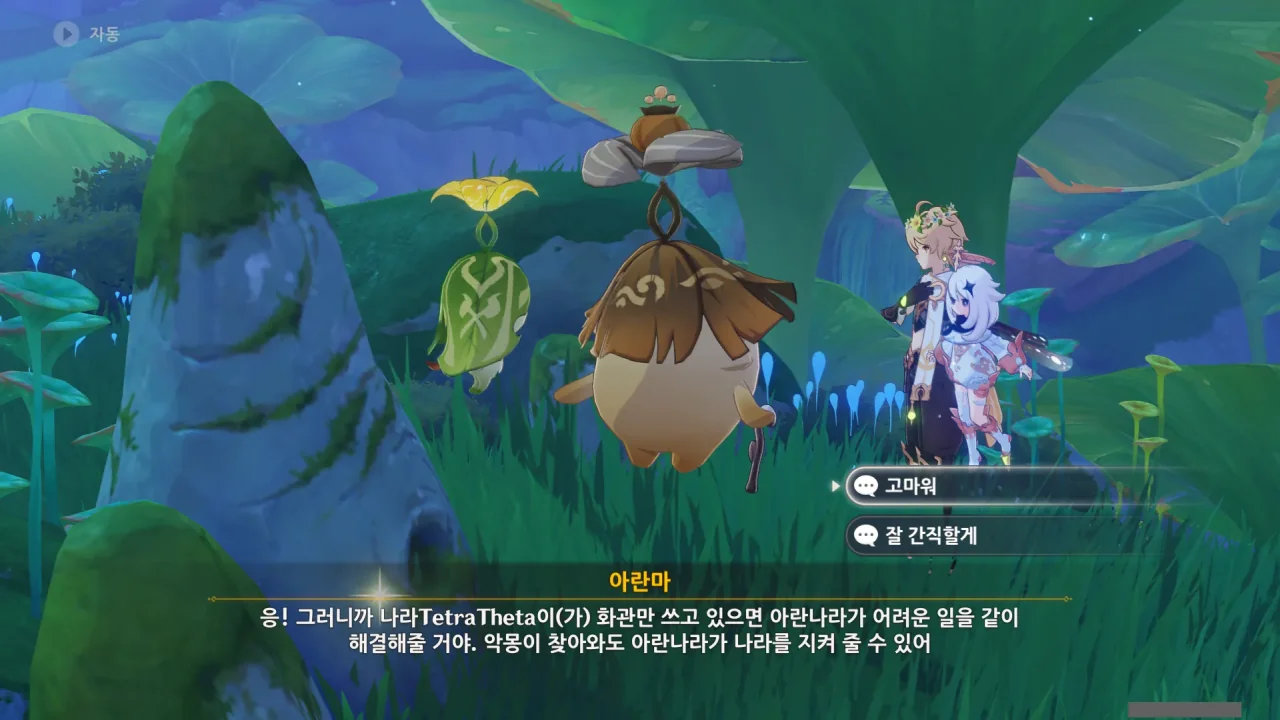 자동
고마워
잘 간직할게
아란마
응! 그러니까 나라TetraTheta이(가) 화관만 쓰고 있으면 아란나라가 어려운 일을 같이
해결해줄 거야. 악몽이 찾아와도 아란나라가 나라를 지켜 줄 수 있어